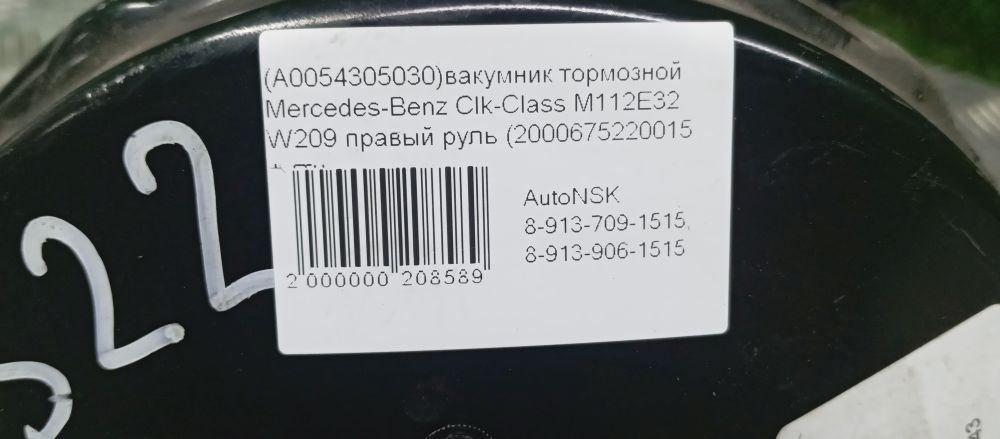 (A0054305030)вакумник тормозной
Mercedes-Benz Clk-Class M112E32
W209 правый руль (2000675220015
AutoNSK
8-913-709-1515,
8-913-906-1515
2 000000 208589
22